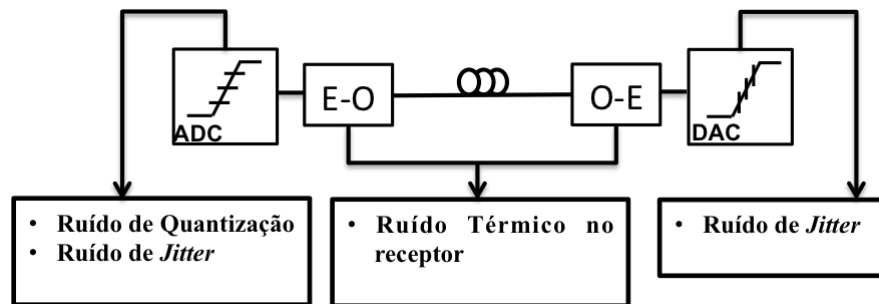 ADC
E-O
O-E
DAC
• Ruído de Quantização
• Ruído de Jitter
• Ruído Térmico no
receptor
• Ruído de Jitter